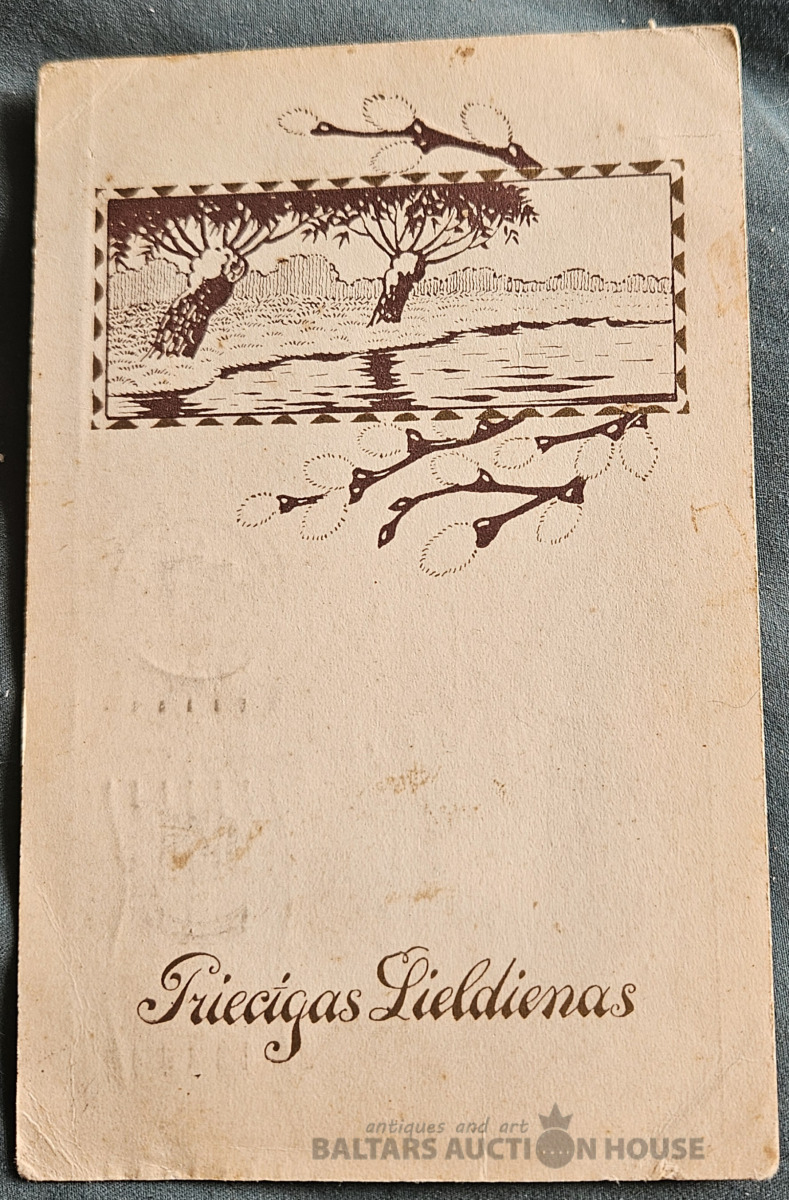 Priecīgas Lieldienas
antiques and art
BALTARS AUCTION HOUSE